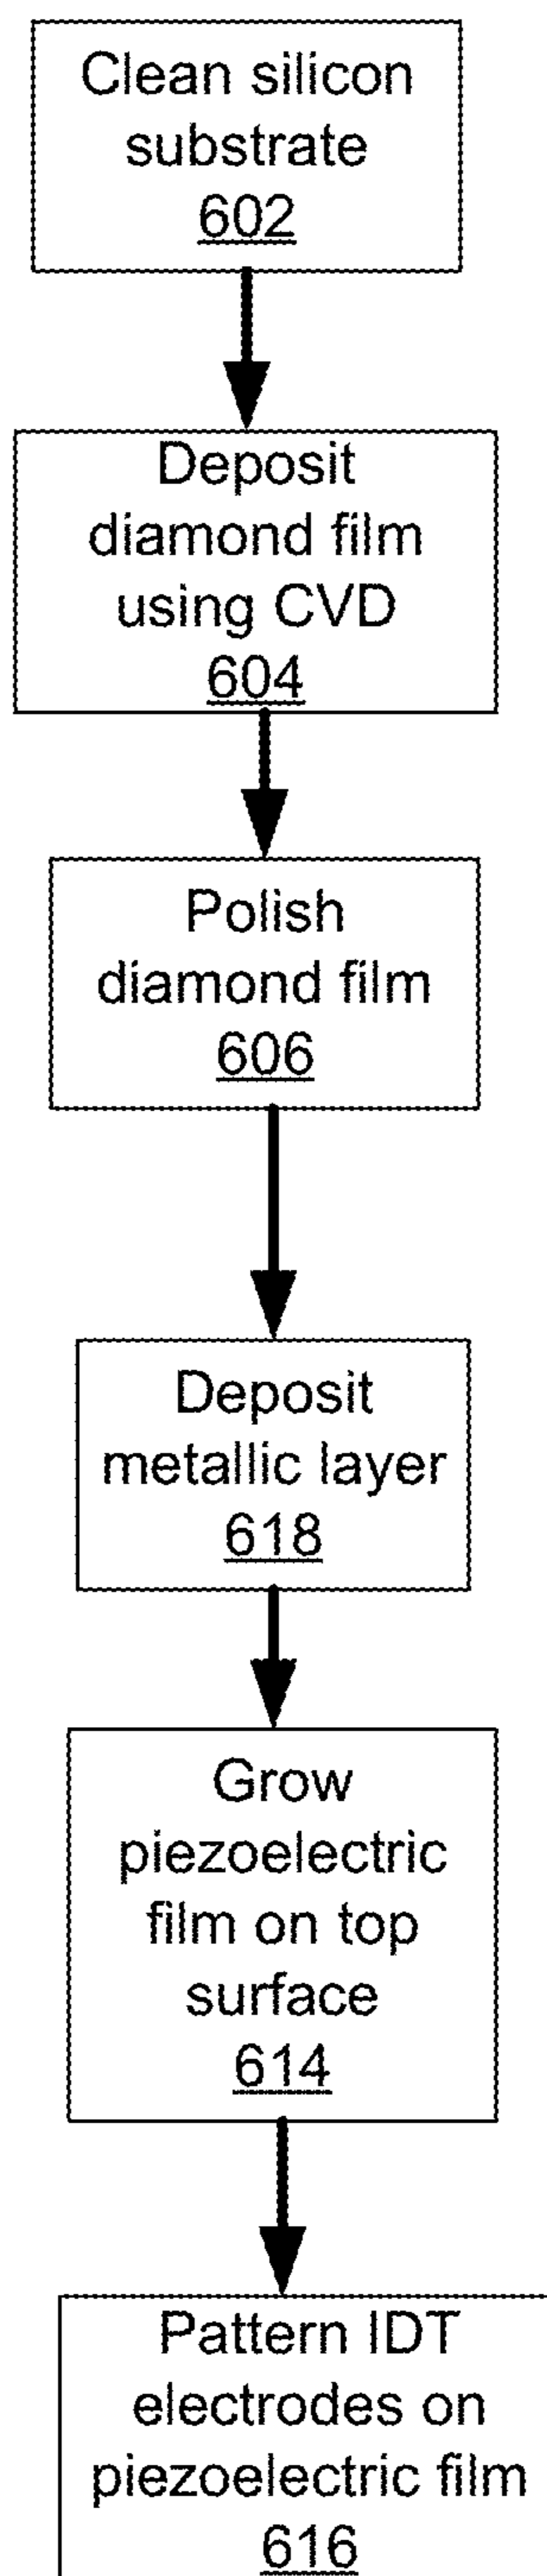 Clean silicon
substrate
602
Deposit
diamond film
using CVD
604
Polish
diamond film
606
Deposit
metallic layer
618
Grow
piezoelectric
film on top
surface
614
Pattern IDT
electrodes on
piezoelectric film
616